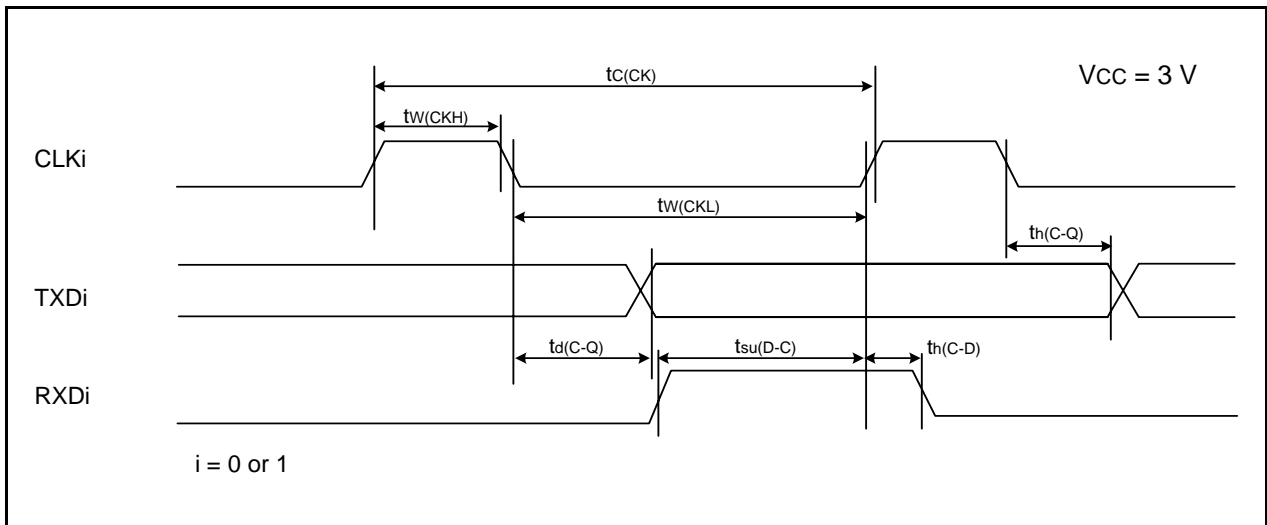 tC(CK)
VCC = 3 V
tW(CKH)
CLKi
tW(CKL)
th(C-Q)
TXDi
td(C-Q)
tsu(D-C)
th(C-D)
RXDi
i = 0 or 1